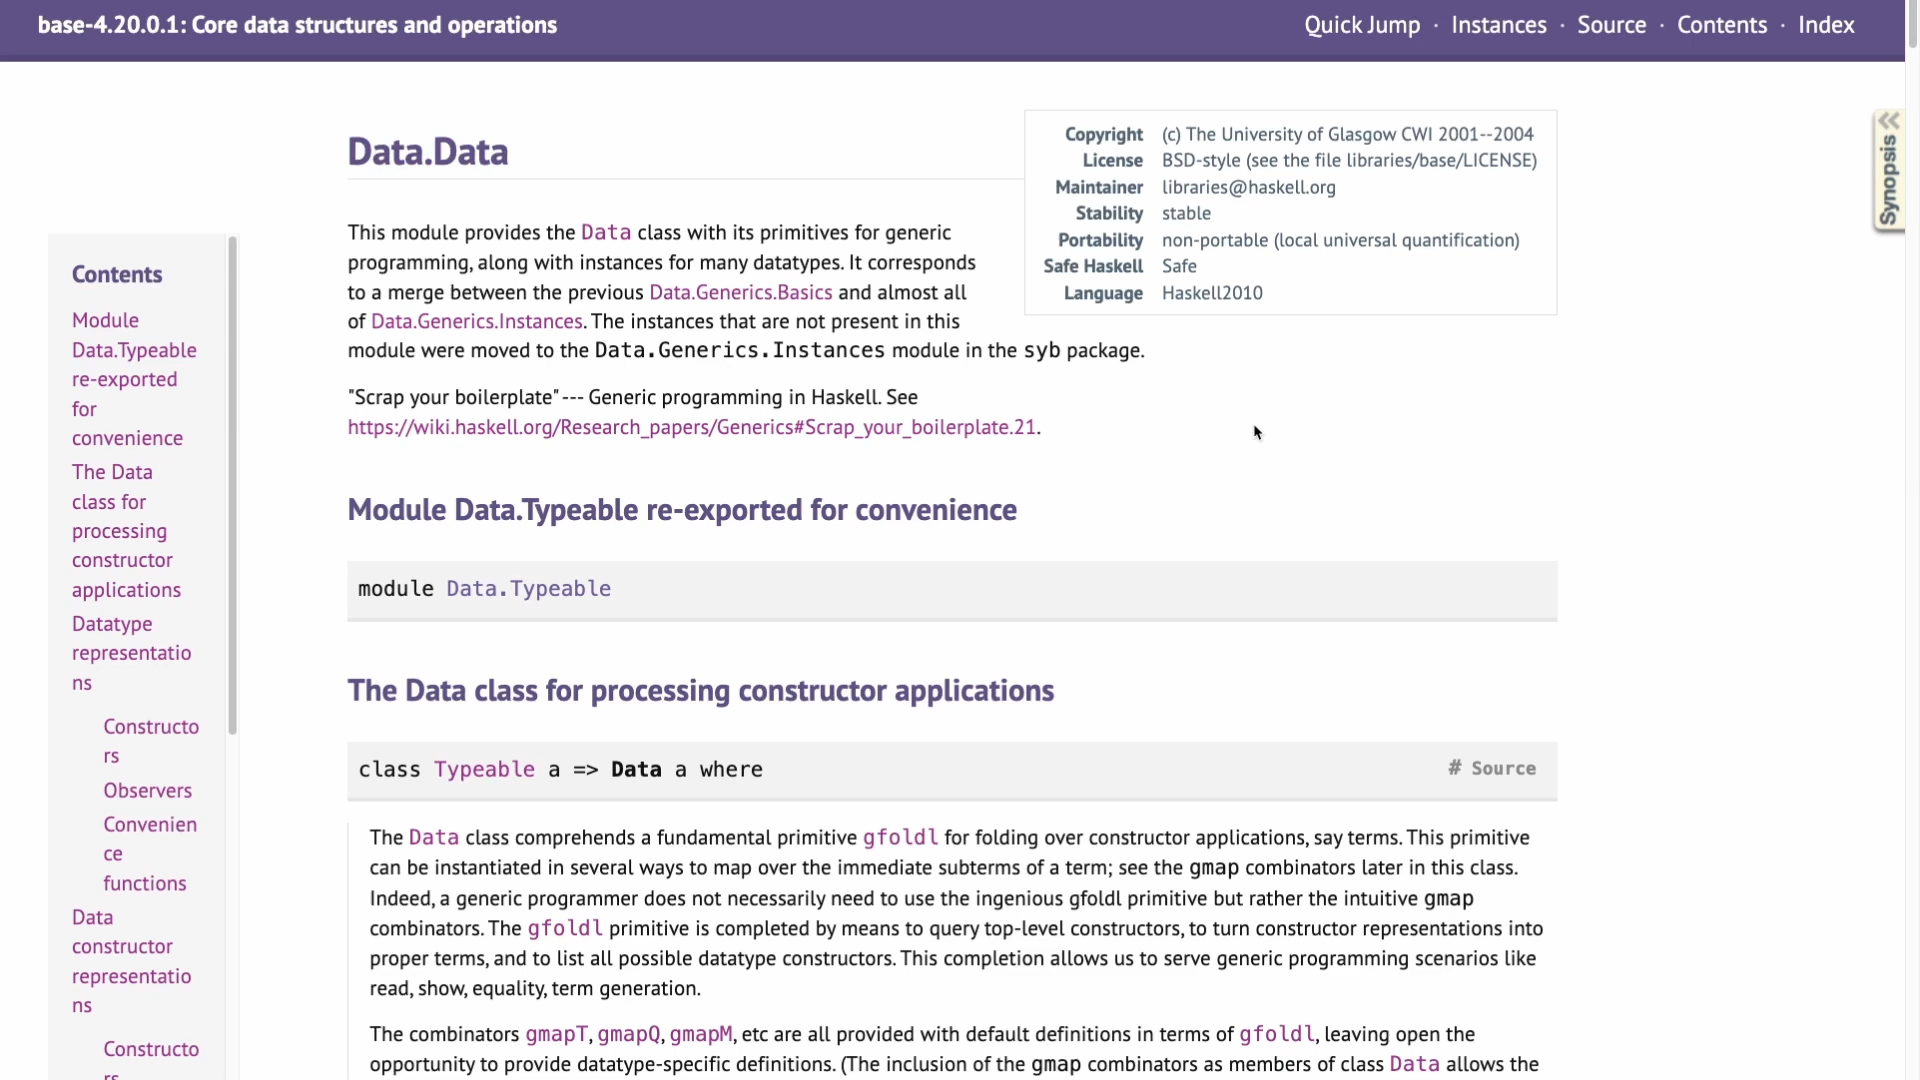 base-4.20.0.1: Core data structures and operations
Quick Jump · Instances · Source · Contents · Index
Synopsis
Copyright (c) The University of Glasgow CWI 2001--2004
License BSD-style (see the file libraries/base/LICENSE)
Maintainer libraries@haskell.org
Stability stable
Portability non-portable (local universal quantification)
Safe Haskell Safe
Language Haskell2010
Contents
Module
Data.Typeable
re-exported
for
convenience
The Data
class for
processing
constructor
applications
Datatype
representatio
ns
Constructo
rs
Observers
Convenien
ce
functions
Data
constructor
representatio
ns
Constructo
rs
Data.Data
This module provides the Data class with its primitives for generic
programming, along with instances for many datatypes. It corresponds
to a merge between the previous Data.Generics.Basics and almost all
of Data.Generics.Instances. The instances that are not present in this
module were moved to the Data.Generics.Instances module in the syb package.
"Scrap your boilerplate" --- Generic programming in Haskell. See
https://wiki.haskell.org/Research_papers/Generics#Scrap_your_boilerplate.21.
Module Data.Typeable re-exported for convenience
module Data.Typeable
The Data class for processing constructor applications
class Typeable a => Data a where
# Source
The Data class comprehends a fundamental primitive gfoldl for folding over constructor applications, say terms. This primitive
can be instantiated in several ways to map over the immediate subterms of a term; see the gmap combinators later in this class.
Indeed, a generic programmer does not necessarily need to use the ingenious gfoldl primitive but rather the intuitive gmap
combinators. The gfoldl primitive is completed by means to query top-level constructors, to turn constructor representations into
proper terms, and to list all possible datatype constructors. This completion allows us to serve generic programming scenarios like
read, show, equality, term generation.
The combinators gmapT, gmapQ, gmapM, etc are all provided with default definitions in terms of gfoldl, leaving open the
opportunity to provide datatype-specific definitions. (The inclusion of the gmap combinators as members of class Data allows the